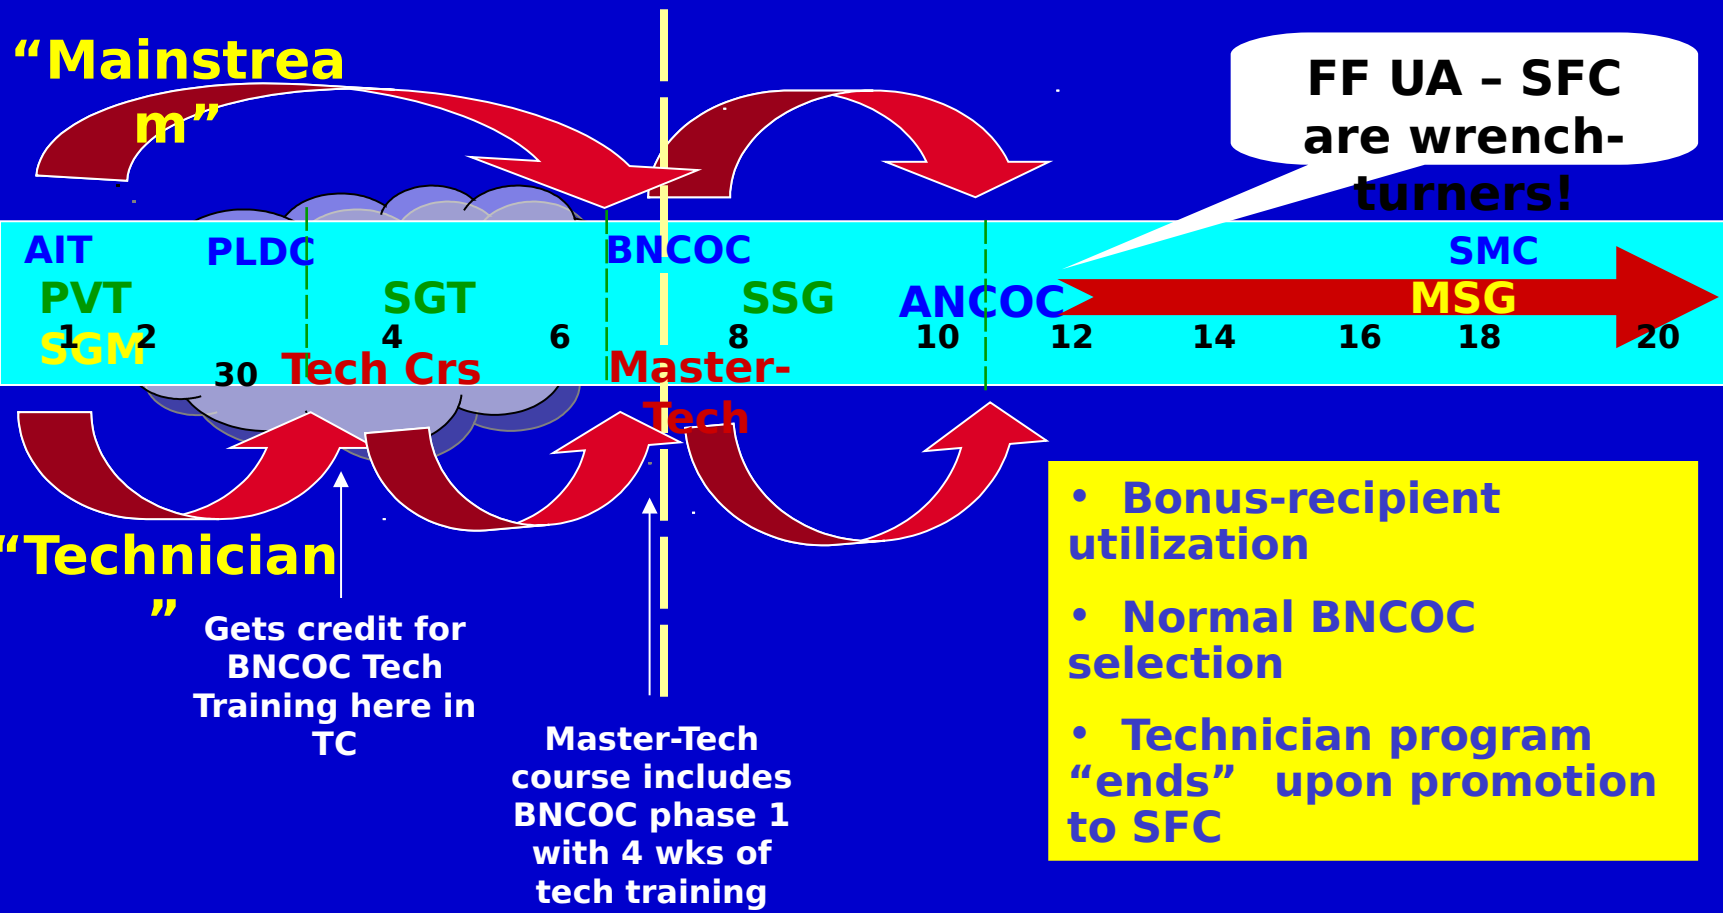 “Mainstrea
m”
FF UA – SFC
are wrench-
turners!
AIT
PLDC
BNCOC
SMC
PVT
SGT
SSG
ANCOC
MSG
SGM
1 2 4 6 8 10 12 14 16 18 20
30
Tech Crs
Master-
Tech
“Technician
”
Gets credit for
BNCOC Tech
Training here in
TC
Master-Tech
course includes
BNCOC phase 1
with 4 wks of
tech training
• Bonus-recipient
utilization
• Normal BNCOC
selection
• Technician program
“ends” upon promotion
to SFC